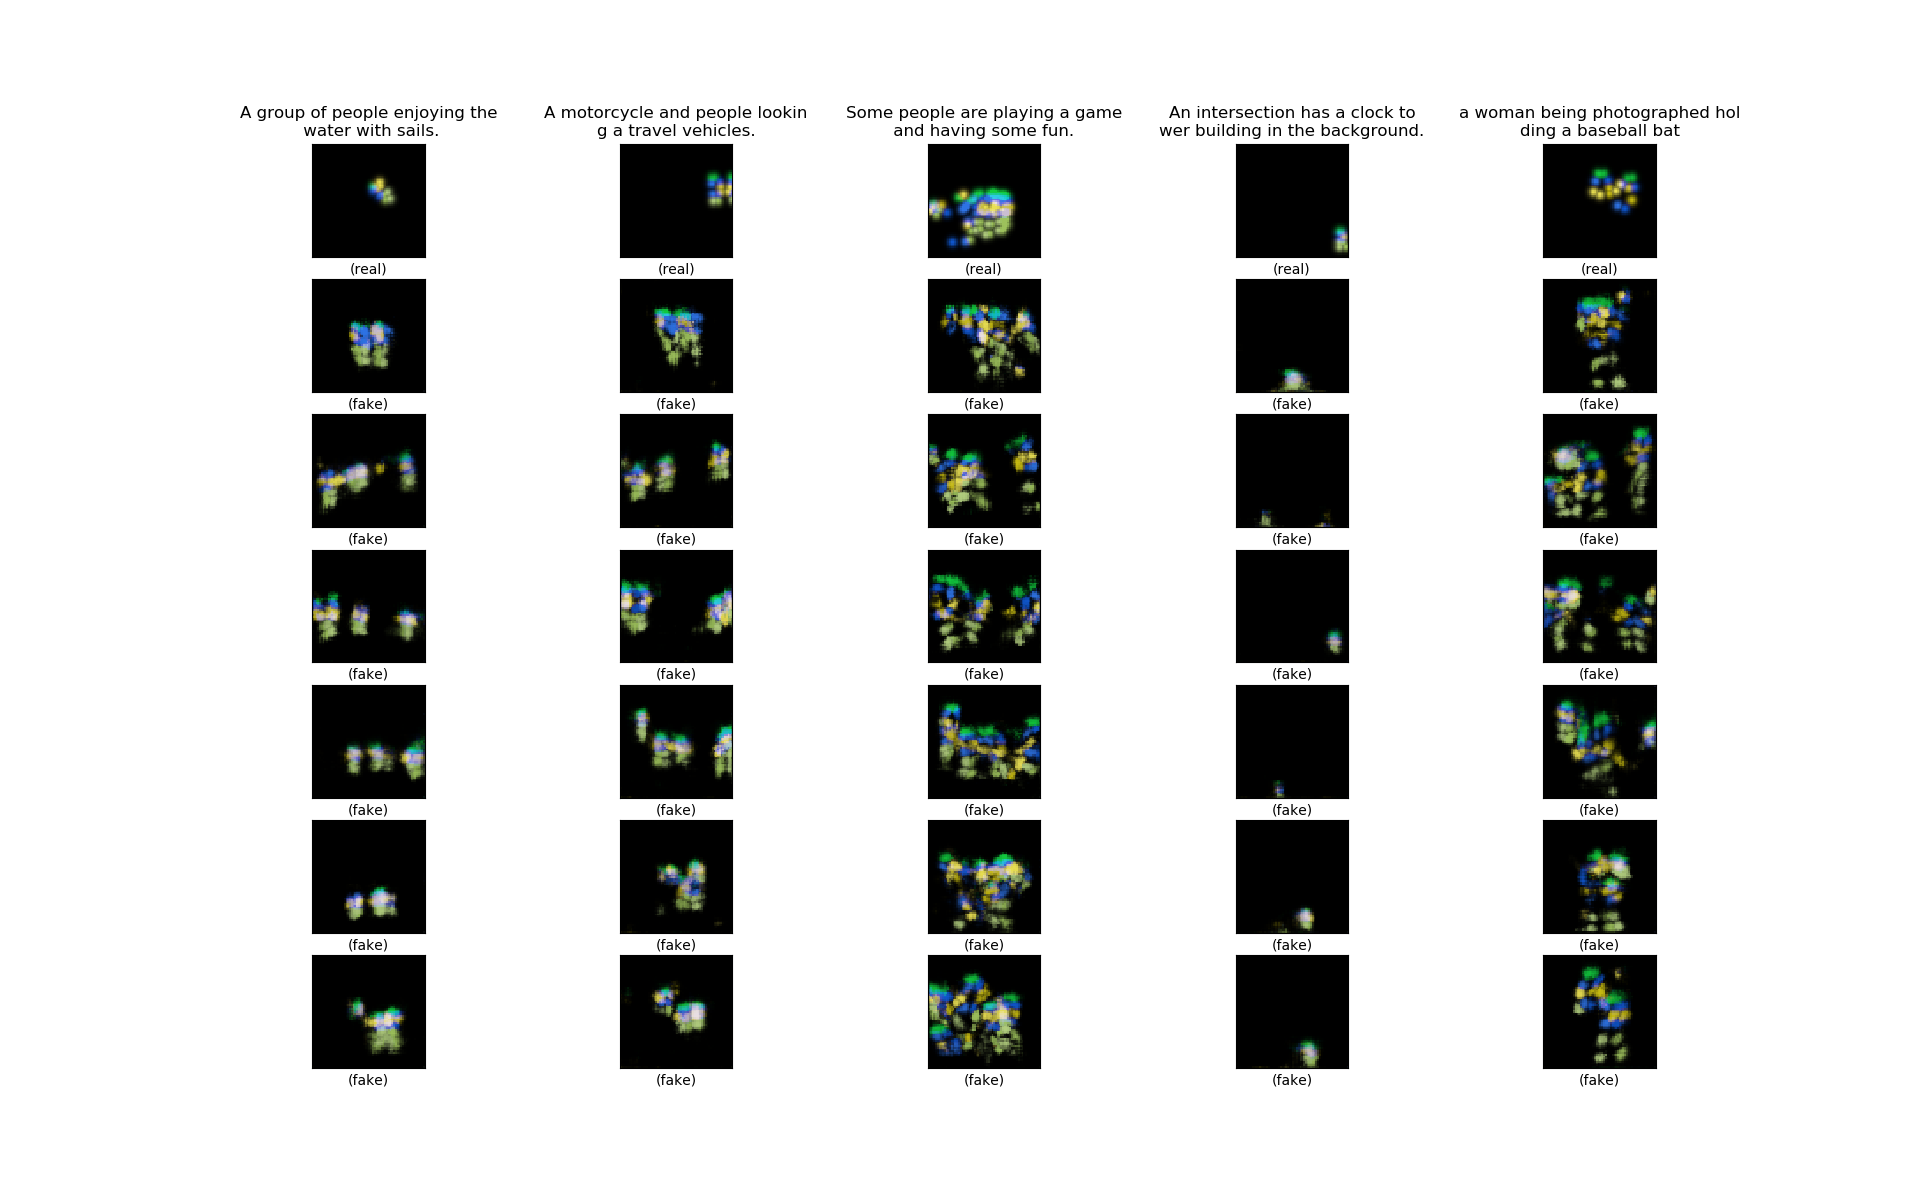 A group of people enjoying the
water with sails.
A motorcycle and people lookin
g a travel vehicles.
Some people are playing a game
and having some fun.
An intersection has a clock to
wer building in the background.
a woman being photographed hol
ding a baseball bat
(real) (real) (real) (real) (real)
(fake) (fake) (fake) (fake) (fake)
(fake) (fake) (fake) (fake) (fake)
(fake) (fake) (fake) (fake) (fake)
(fake) (fake) (fake) (fake) (fake)
(fake) (fake) (fake) (fake) (fake)
(fake) (fake) (fake) (fake) (fake)